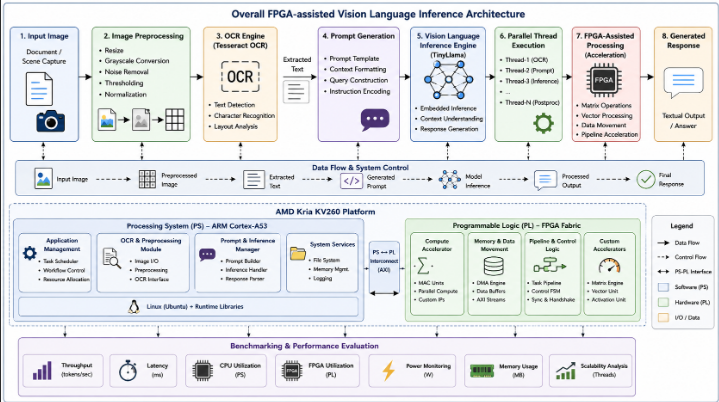 Overall FPGA-assisted Vision Language Inference Architecture
1. Input Image
Document /
Scene Capture
2. Image Preprocessing
• Resize
• Grayscale Conversion
• Noise Removal
• Thresholding
• Normalization
3. OCR Engine
(Tesseract OCR)
OCR
• Text Detection
• Character Recognition
• Layout Analysis
Extracted
Text
4. Prompt Generation
• Prompt Template
• Context Formatting
• Query Construction
• Instruction Encoding
5. Vision Language
Inference Engine
(TinyLlama)
• Embedded Inference
• Context Understanding
• Response Generation
6. Parallel Thread
Execution
• Thread-1 (OCR)
• Thread-2 (Prompt)
• Thread-3 (Inference)
• ...
• Thread-N (Postproc)
7. FPGA-Assisted
Processing
(Acceleration)
FPGA
• Matrix Operations
• Vector Processing
• Data Movement
• Pipeline Acceleration
8. Generated
Response
Textual Output
/ Answer
Data Flow & System Control
Input Image
Preprocessed
Image
Extracted
Text
</>
Generated
Prompt
Model
Inference
Processed
Output
Final
Response
AMD Kria KV260 Platform
Processing System (PS) – ARM Cortex-A53
Application
Management
• Task Scheduler
• Workflow Control
• Resource Allocation
OCR & Preprocessing
Module
• Image I/O
• Preprocessing
• OCR Interface
Prompt & Inference
Manager
• Prompt Builder
• Inference Handler
• Response Parser
System Services
• File System
• Memory Mgmt.
• Logging
Linux (Ubuntu) + Runtime Libraries
PS ↔ PL
Interconnect
(AXI)
Programmable Logic (PL) – FPGA Fabric
Compute
Accelerator
Σ
• MAC Units
• Parallel Compute
• Custom IPs
Memory & Data
Movement
• DMA Engine
• Data Buffers
• AXI Streams
Pipeline &
Control Logic
• Task Pipeline
• Control FSM
• Sync & Handshake
Custom
Accelerators
• Matrix Engine
• Vector Unit
• Activation Unit
Legend
Data Flow
Control Flow
PS-PL Interface
Software (PS)
Hardware (PL)
I/O / Data
Benchmarking & Performance Evaluation
Throughput
(tokens/sec)
Latency
(ms)
CPU Utilization
(PS)
FPGA Utilization
(PL)
Power Monitoring
(W)
Memory Usage
(MB)
Scalability Analysis
(Threads)